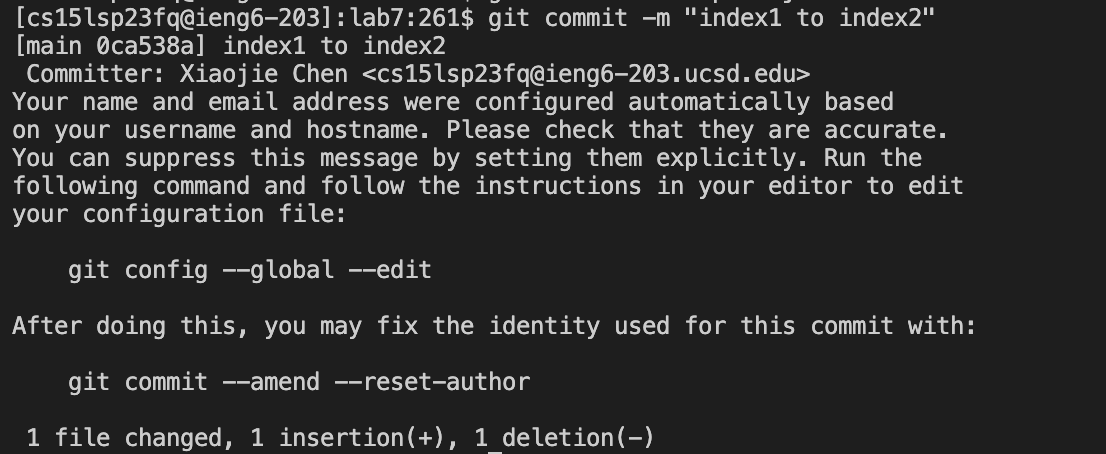 [cs15lsp23fq@ieng6-203]:lab7:261$ git commit -m "index1 to index2"
[main 0ca538a] index1 to index2
Committer: Xiaojie Chen <cs15lsp23fq@ieng6-203.ucsd.edu>
Your name and email address were configured automatically based
on your username and hostname. Please check that they are accurate.
You can suppress this message by setting them explicitly. Run the
following command and follow the instructions in your editor to edit
your configuration file:
git config --global --edit
After doing this, you may fix the identity used for this commit with:
git commit --amend --reset-author
1 file changed, 1 insertion(+), 1 deletion(-)